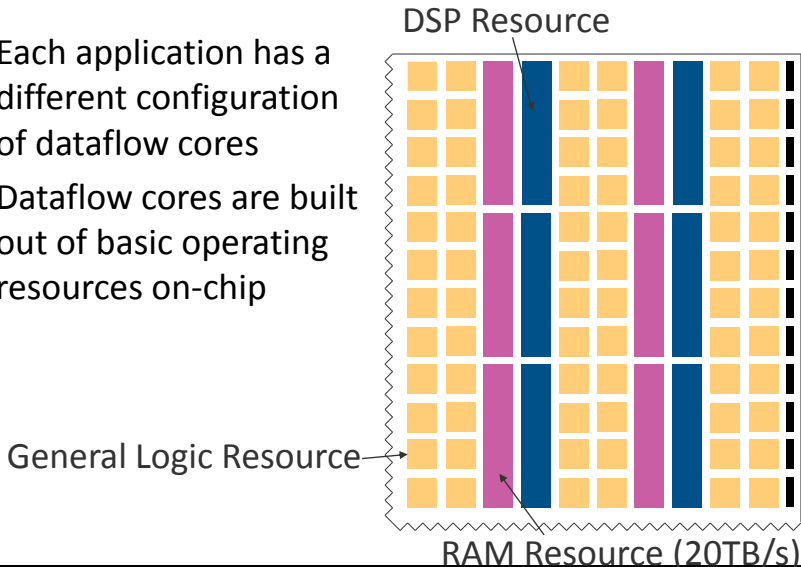 DSP Resource
Each application has a
different configuration
of dataflow cores
Dataflow cores are built
out of basic operating
resources on-chip
General Logic Resource
RAM Resource (20TB/s)